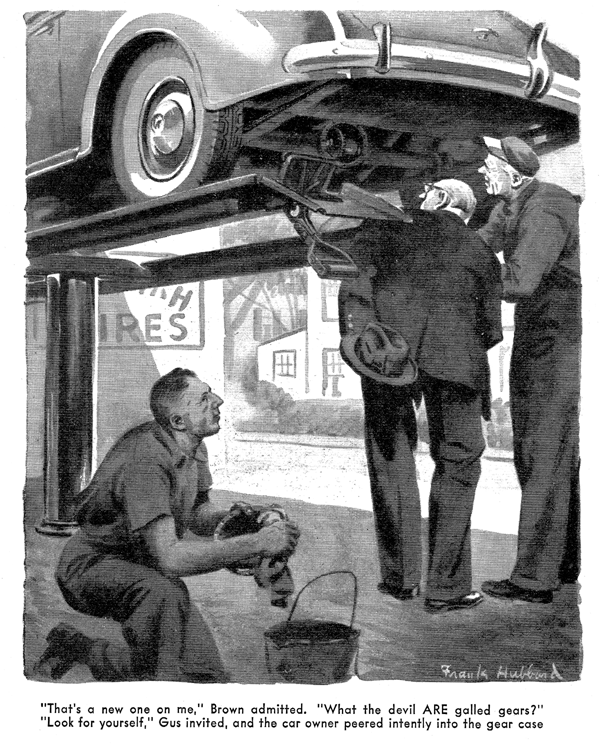 IRES
Frank Hubbard
"That's a new one on me," Brown admitted. "What the devil ARE galled gears?"
"Look for yourself," Gus invited, and the car owner peered intently into the gear case